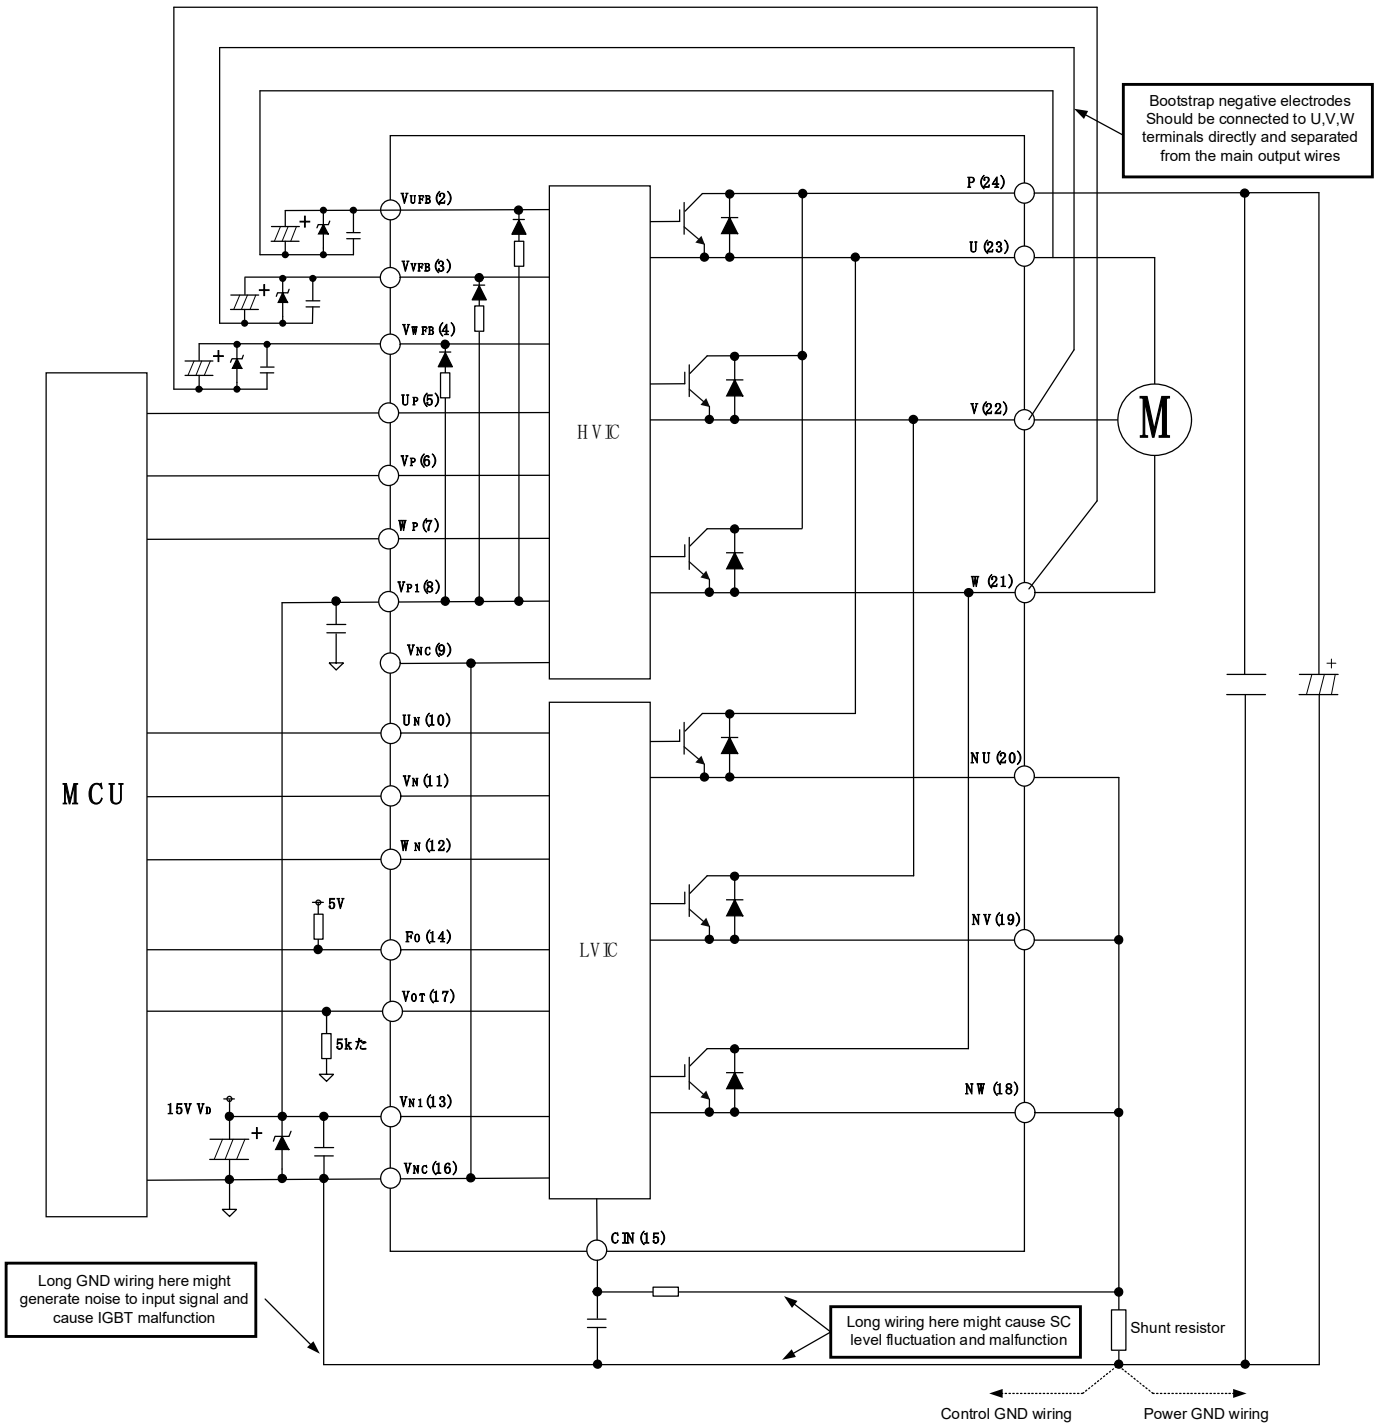 Bootstrap negative electrodes
Should be connected to U,V,W
terminals directly and separated
from the main output wires
P (24)
VUFB (2)
U (23)
VVFB (3)
VWFB (4)
UP (5)
V (22)
M
HVIC
VP (6)
WP (7)
VP1 (8)
W (21)
VNC (9)
+
+
+
+
UN (10)
NU (20)
VN (11)
MCU
WN (12)
5V
FO (14)
NV (19)
LVIC
VOT (17)
5kた
NW (18)
15V VD
VN1 (13)
+
VNC (16)
CIN (15)
Long GND wiring here might
generate noise to input signal and
cause IGBT malfunction
Long wiring here might cause SC
level fluctuation and malfunction
Shunt resistor
Control GND wiring
Power GND wiring